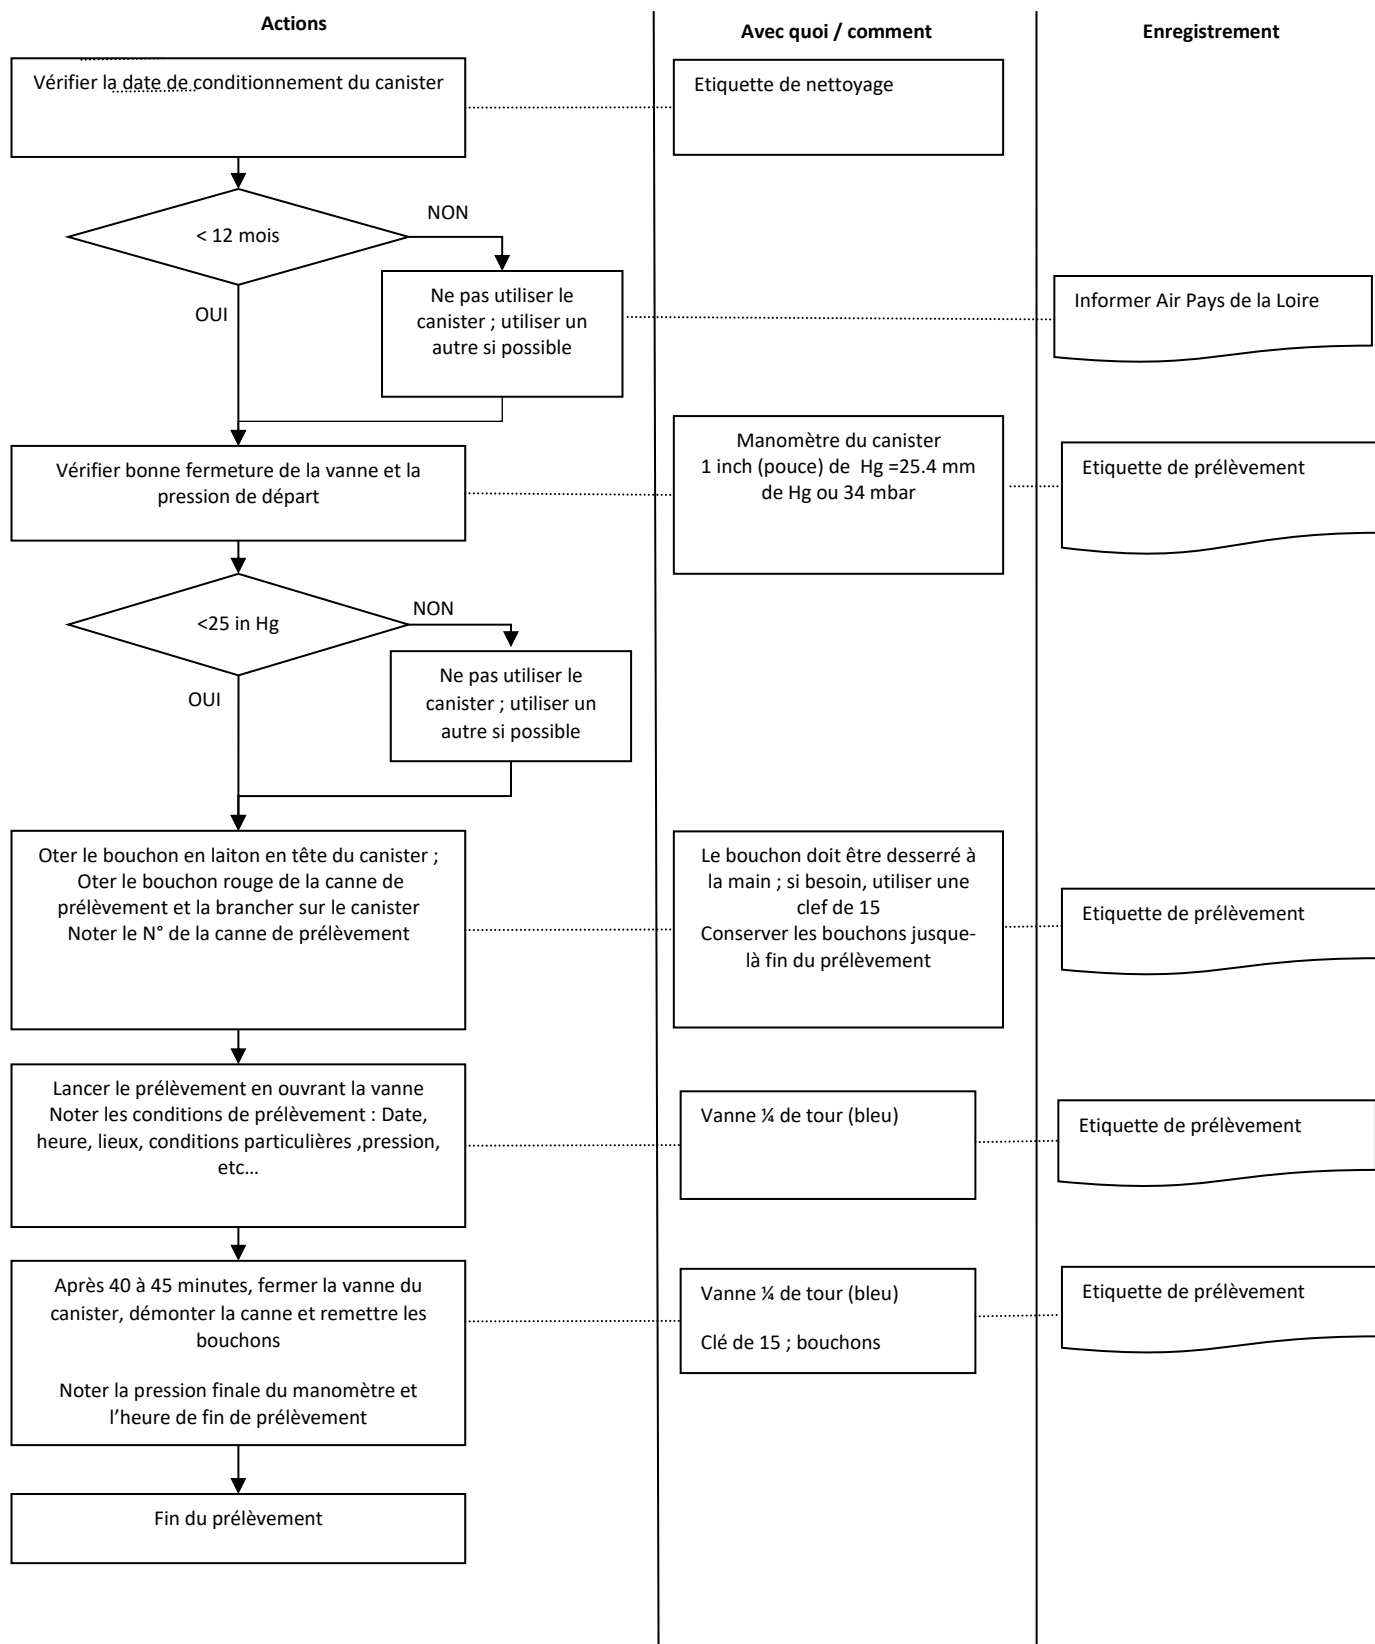 Actions
Avec quoi / comment
Enregistrement
Vérifier la date de conditionnement du canister
Etiquette de nettoyage
< 12 mois
NON
OUI
Ne pas utiliser le
canister ; utiliser un
autre si possible
Informer Air Pays de la Loire
Vérifier bonne fermeture de la vanne et la
pression de départ
Manomètre du canister
1 inch (pouce) de  Hg =25.4 mm
de Hg ou 34 mbar
Etiquette de prélèvement
<25 in Hg
NON
OUI
Ne pas utiliser le
canister ; utiliser un
autre si possible
Oter le bouchon en laiton en tête du canister ;
Oter le bouchon rouge de la canne de
prélèvement et la brancher sur le canister
Noter le N° de la canne de prélèvement
Le bouchon doit être desserré à
la main ; si besoin, utiliser une
clef de 15
Conserver les bouchons jusque-
là fin du prélèvement
Etiquette de prélèvement
Lancer le prélèvement en ouvrant la vanne
Noter les conditions de prélèvement : Date,
heure, lieux, conditions particulières ,pression,
etc…
Vanne ¼ de tour (bleu)
Etiquette de prélèvement
Après 40 à 45 minutes, fermer la vanne du
canister, démonter la canne et remettre les
bouchons
Noter la pression finale du manomètre et
l’heure de fin de prélèvement
Vanne ¼ de tour (bleu)
Clé de 15 ; bouchons
Etiquette de prélèvement
Fin du prélèvement